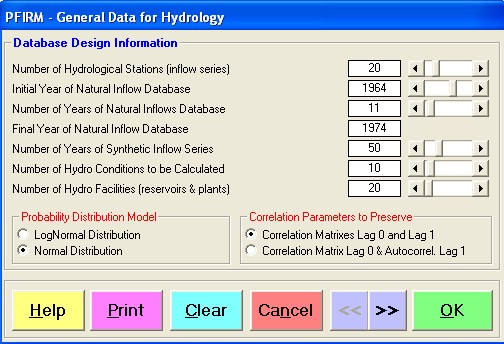 PFIRM - General Data for Hydrology
Database Design Information
Number of Hydrological Stations (inflow series) 20
Initial Year of Natural Inflow Database 1964
Number of Years of Natural Inflows Database 11
Final Year of Natural Inflow Database 1974
Number of Years of Synthetic Inflow Series 50
Number of Hydro Conditions to be Calculated 10
Number of Hydro Facilities (reservoirs & plants) 20
Probability Distribution Model
LogNormal Distribution
Normal Distribution
Correlation Parameters to Preserve
Correlation Matrixes Lag 0 and Lag 1
Correlation Matrix Lag 0 & Autocorrel. Lag 1
Help Print Clear Cancel << >> OK